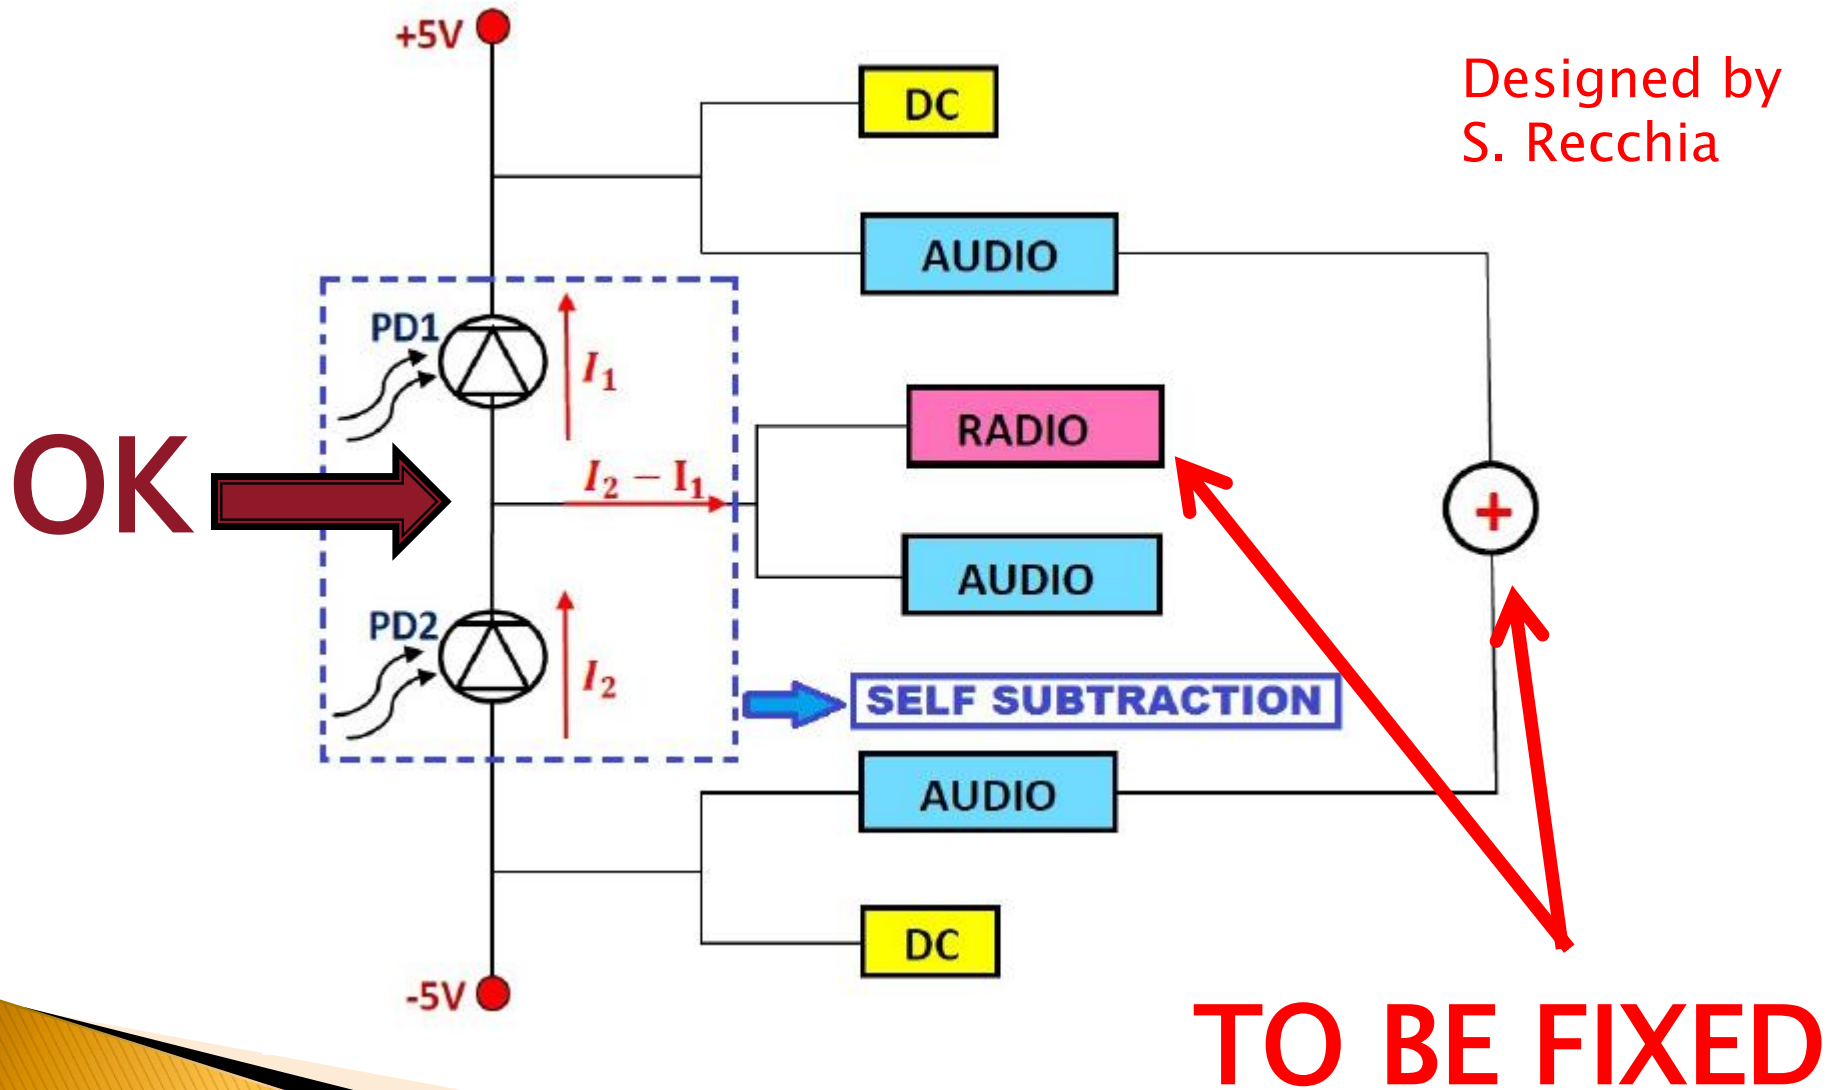 +5V
DC
Designed by
S. Recchia
AUDIO
PD1
I₁
RADIO
OK
I₂ − I₁
+
AUDIO
PD2
I₂
SELF SUBTRACTION
AUDIO
DC
-5V
TO BE FIXED